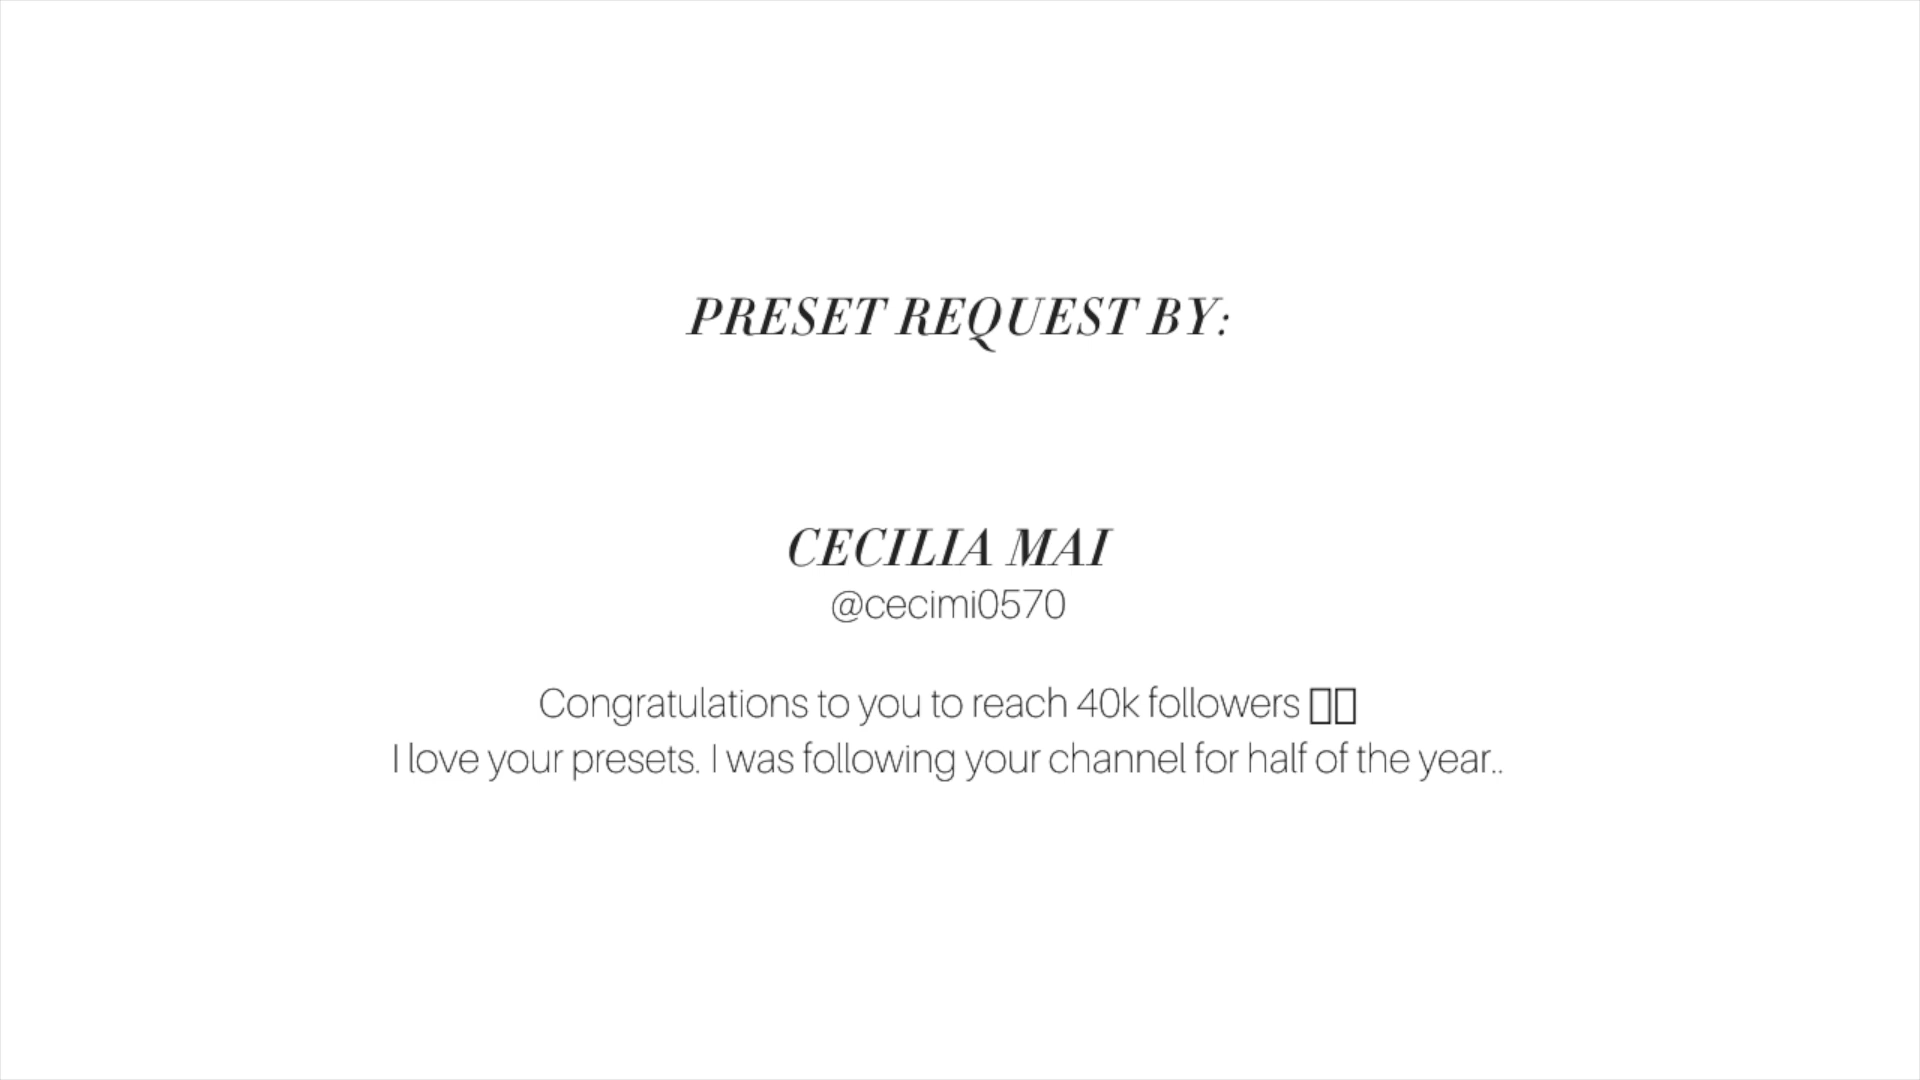 PRESET REQUEST BY:
CECILIA MAI
@cecimi0570
Congratulations to you to reach 40k followers 
I love your presets. I was following your channel for half of the year..